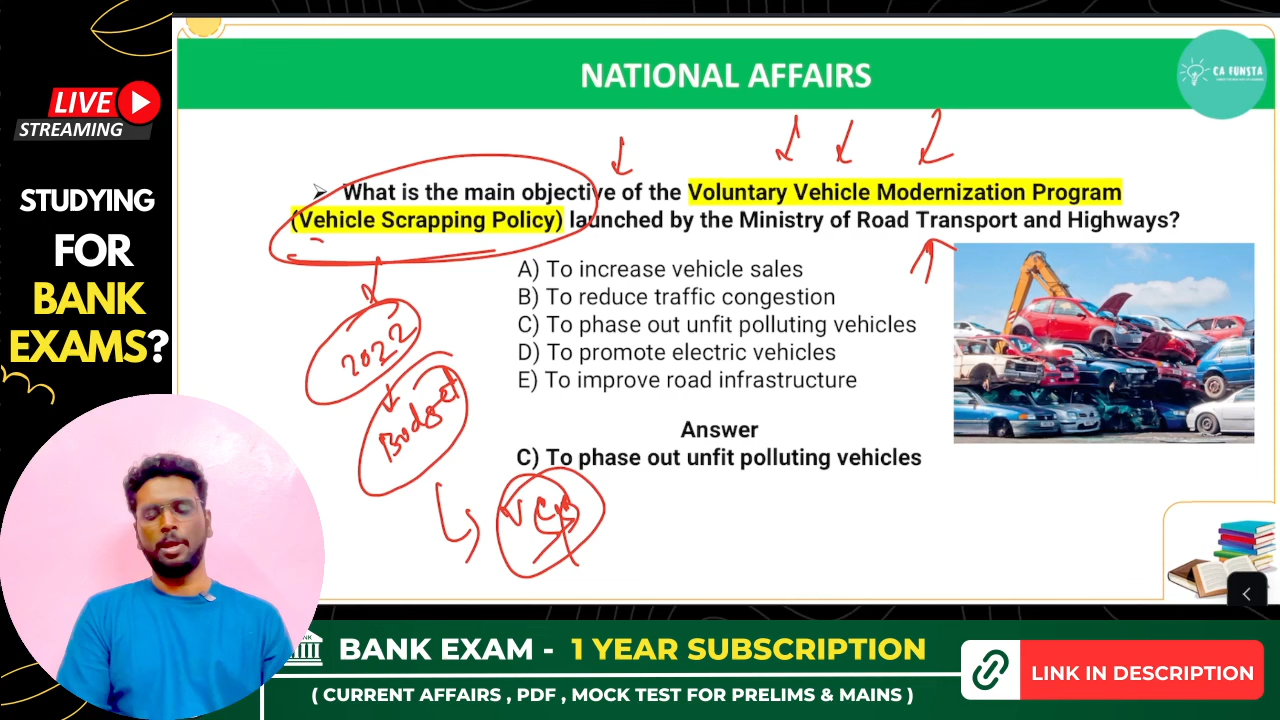 LIVE
STREAMING
STUDYING
FOR
BANK
EXAMS?
NATIONAL AFFAIRS
CA FUNSTA
➢ What is the main objective of the Voluntary Vehicle Modernization Program
(Vehicle Scrapping Policy) launched by the Ministry of Road Transport and Highways?
A) To increase vehicle sales
B) To reduce traffic congestion
C) To phase out unfit polluting vehicles
D) To promote electric vehicles
E) To improve road infrastructure
2022
Budget
Answer
C) To phase out unfit polluting vehicles
BANK EXAM - 1 YEAR SUBSCRIPTION
( CURRENT AFFAIRS , PDF , MOCK TEST FOR PRELIMS & MAINS )
LINK IN DESCRIPTION